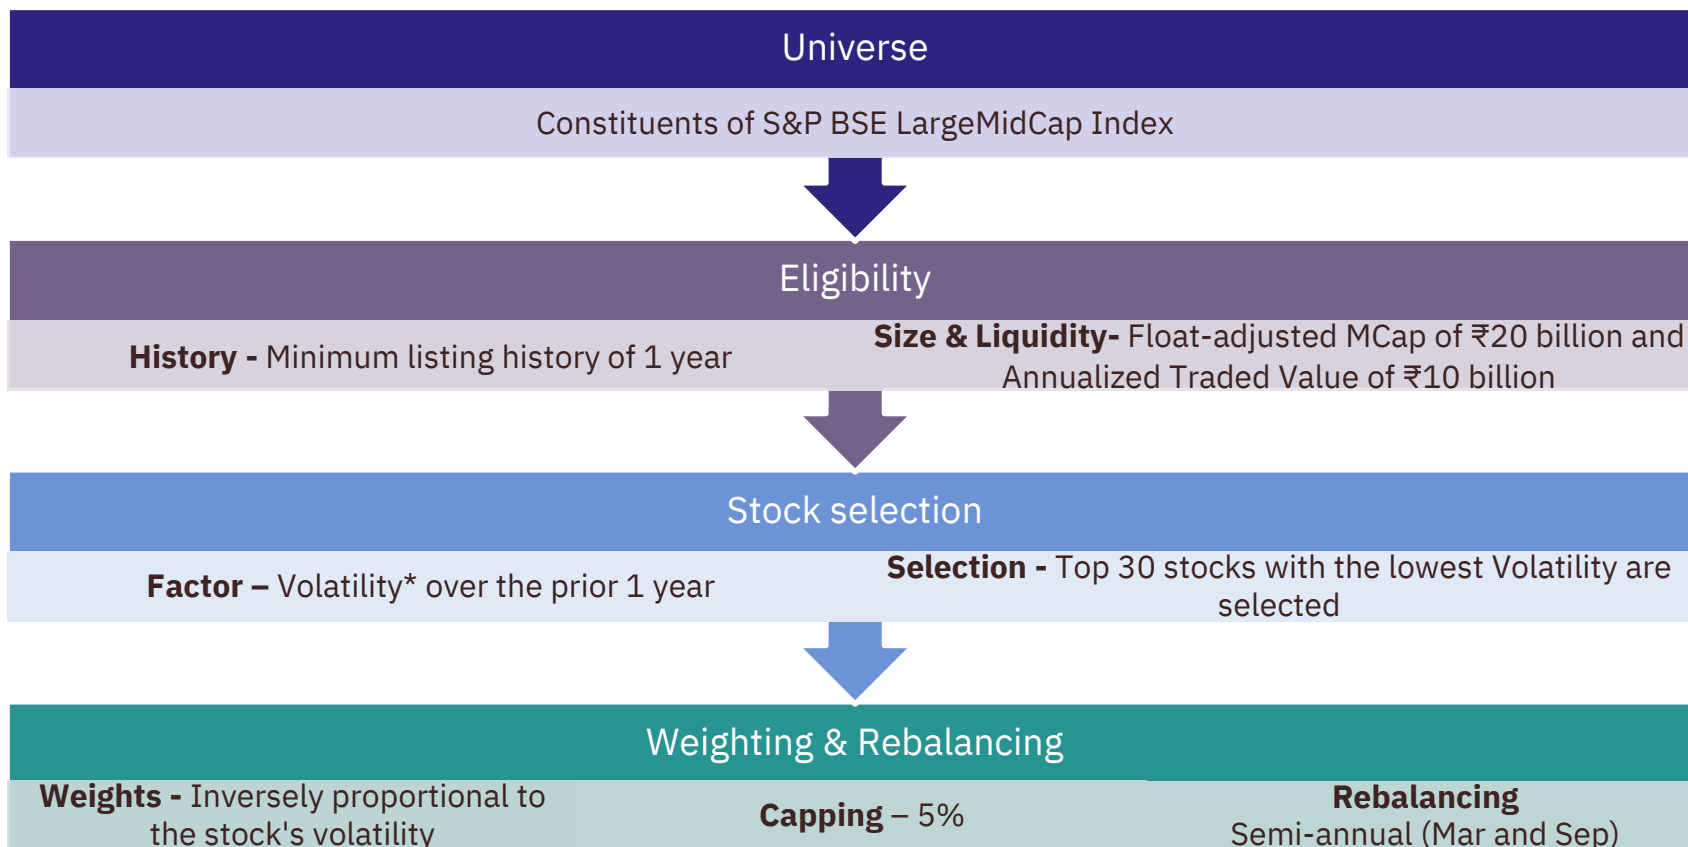 Universe
Constituents of S&P BSE LargeMidCap Index
Eligibility
History - Minimum listing history of 1 year
Size & Liquidity- Float-adjusted MCap of ₹20 billion and
Annualized Traded Value of ₹10 billion
Stock selection
Factor – Volatility* over the prior 1 year
Selection - Top 30 stocks with the lowest Volatility are
selected
Weighting & Rebalancing
Weights - Inversely proportional to
the stock's volatility
Capping – 5%
Rebalancing
Semi-annual (Mar and Sep)